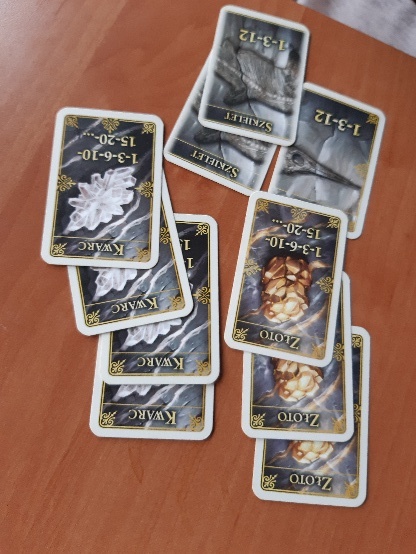 1-3-12
SZKIELET
SZKIELET
1-3-12
1-3-6-10-
15-20-...
KWARC
KWARC
KWARC
KWARC
1-3-6-10-
15-20-...
ZŁOTO
ZŁOTO
ZŁOTO